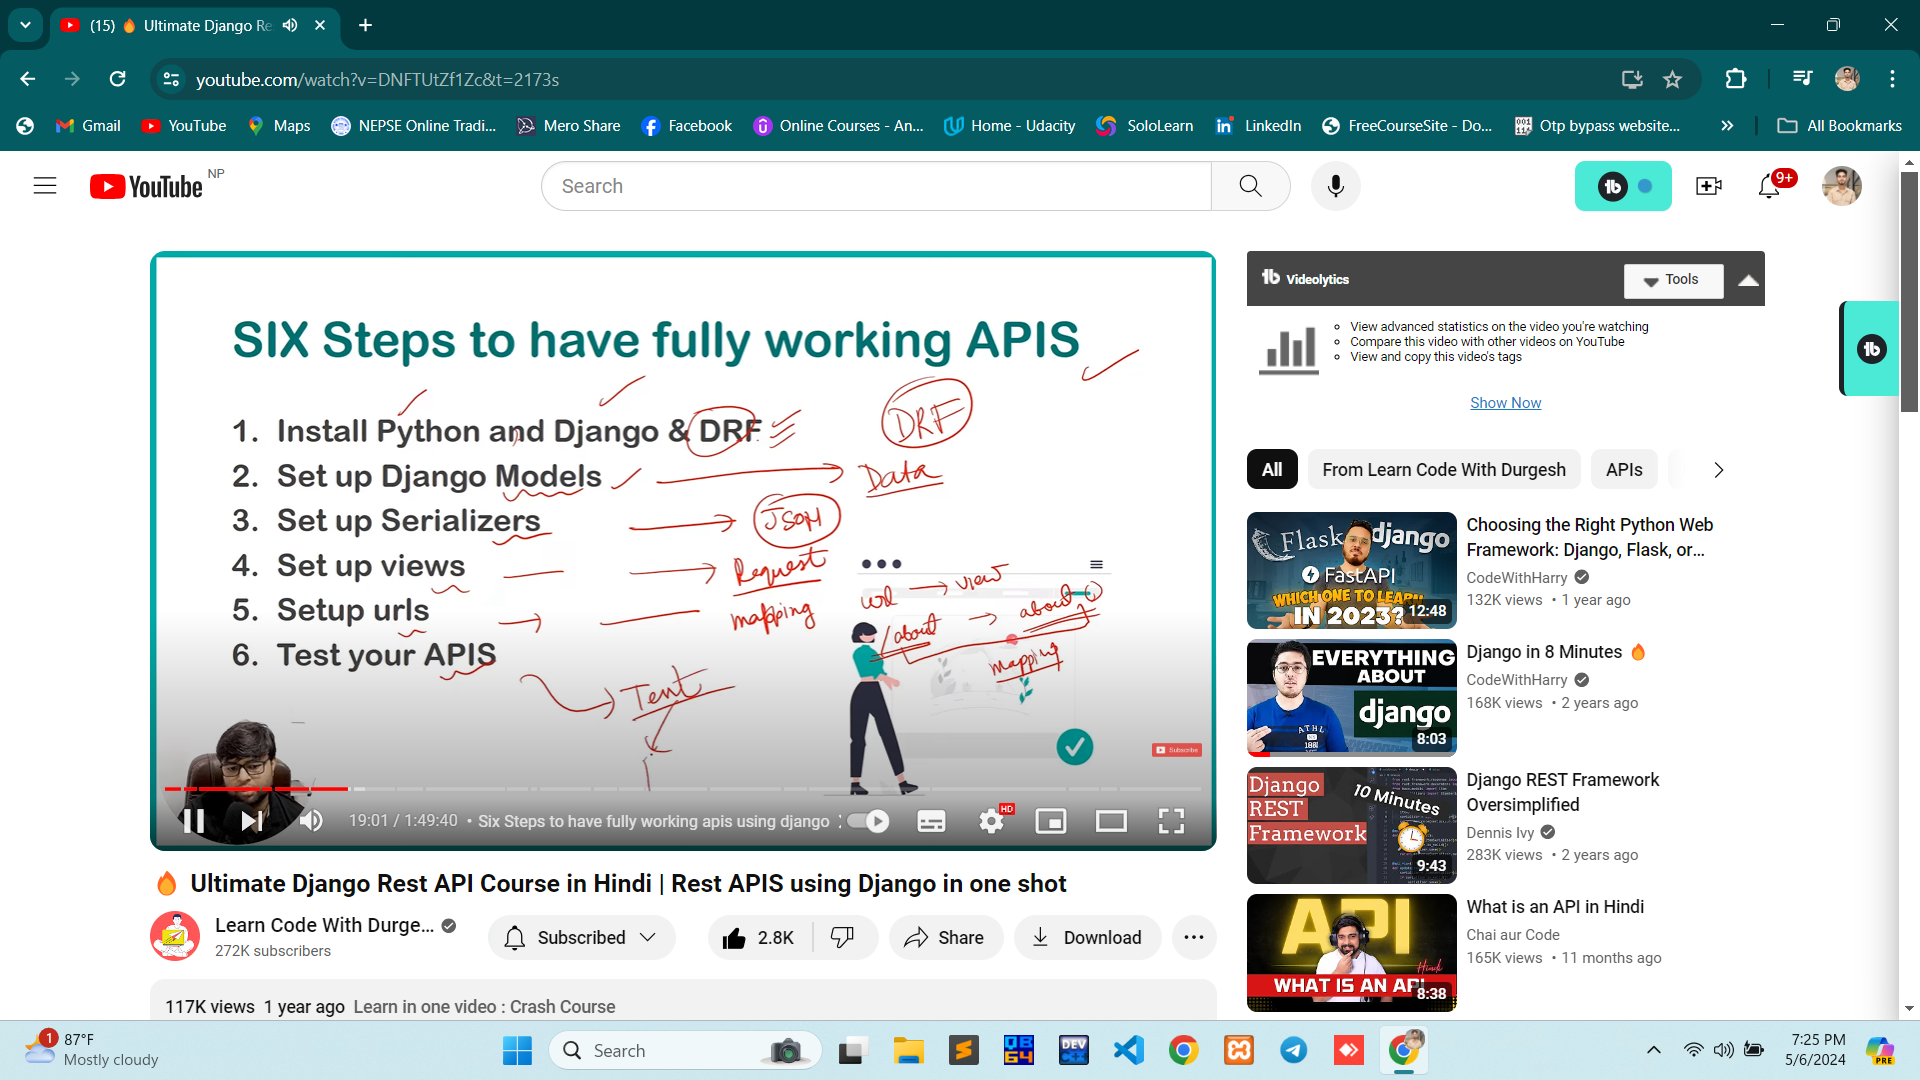 (15) 🔥 Ultimate Django Re
youtube.com/watch?v=DNFTUtZf1Zc&t=2173s
Gmail YouTube Maps NEPSE Online Tradi... Mero Share Facebook Online Courses - An... Home - Udacity SoloLearn LinkedIn FreeCourseSite - Do... Otp bypass website... » All Bookmarks
YouTube NP
Search
9+
SIX Steps to have fully working APIS
1. Install Python and Django & DRF
DRF
2. Set up Django Models
Data
3. Set up Serializers
JSON
4. Set up views
Request
5. Setup urls
mapping
url → view
/about → about()
mapping
6. Test your APIS
Test
Subscribe
19:01 / 1:49:40 • Six Steps to have fully working apis using django
HD
🔥 Ultimate Django Rest API Course in Hindi | Rest APIS using Django in one shot
Learn Code With Durge...
272K subscribers
Subscribed
2.8K
Share
Download
117K views 1 year ago Learn in one video : Crash Course
Videolytics
Tools
View advanced statistics on the video you're watching
Compare this video with other videos on YouTube
View and copy this video's tags
Show Now
All From Learn Code With Durgesh APIs
Flask django
FastAPI
WHICH ONE TO LEARN
IN 2023?
12:48
Choosing the Right Python Web
Framework: Django, Flask, or...
CodeWithHarry
132K views • 1 year ago
EVERYTHING
ABOUT
django
8:03
Django in 8 Minutes 🔥
CodeWithHarry
168K views • 2 years ago
Django
REST
Framework
10 Minutes
9:43
Django REST Framework
Oversimplified
Dennis Ivy
283K views • 2 years ago
API
Hindi
WHAT IS AN API
8:38
What is an API in Hindi
Chai aur Code
165K views • 11 months ago
1
87°F
Mostly cloudy
Search
QB
64
DEV
C++
7:25 PM
5/6/2024
PRE